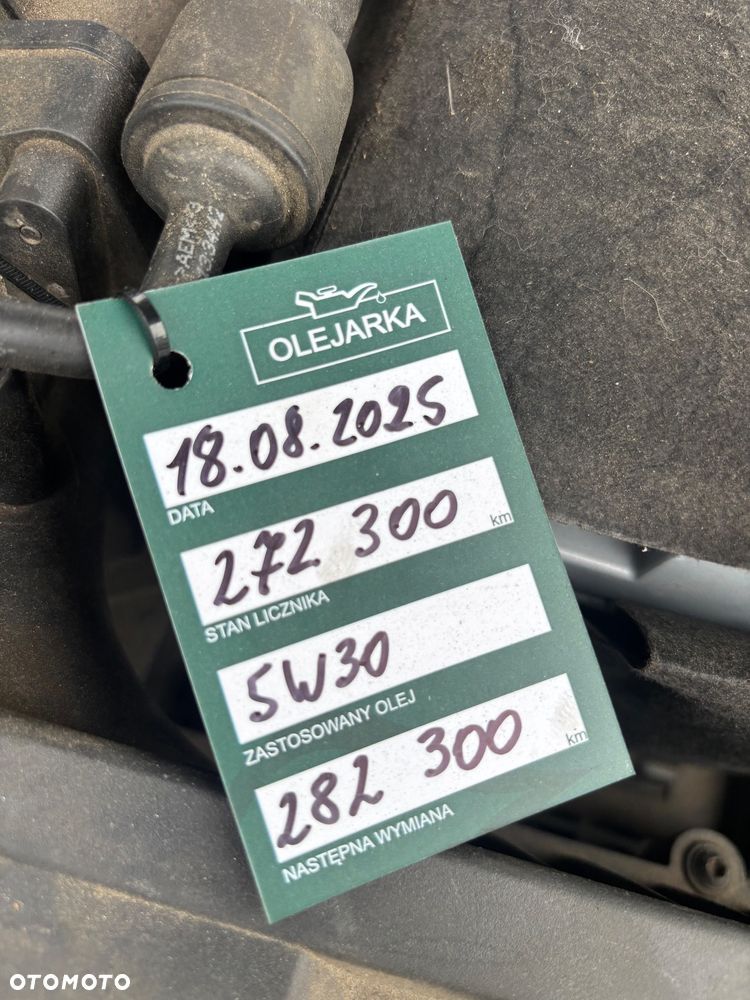 OLEJARKA
18.08.2025
DATA
272 300 km
STAN LICZNIKA
5W30
ZASTOSOWANY OLEJ
282 300 km
NASTĘPNA WYMIANA
OTOMOTO